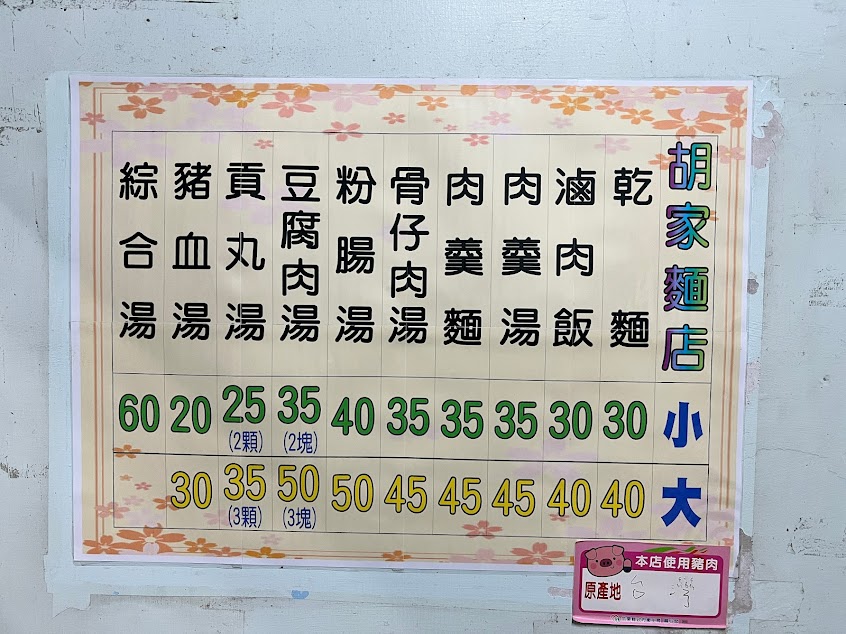 胡家麵店 小 大
乾麵 30 40
滷肉飯 30 40
肉羹湯 35 45
肉羹麵 35 45
骨仔肉湯 35 45
粉腸湯 40 50
豆腐肉湯 35 (2塊) 50 (3塊)
貢丸湯 25 (2顆) 35 (3顆)
豬血湯 20 30
綜合湯 60
本店使用豬肉
原產地 台灣